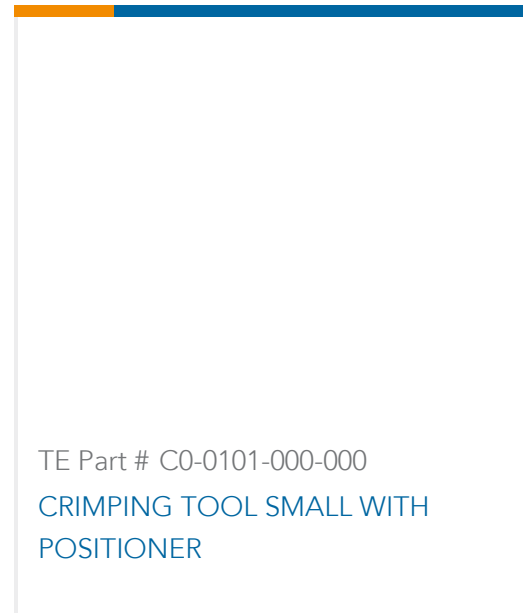 TE Part # C0-0101-000-000
CRIMPING TOOL SMALL WITH
POSITIONER